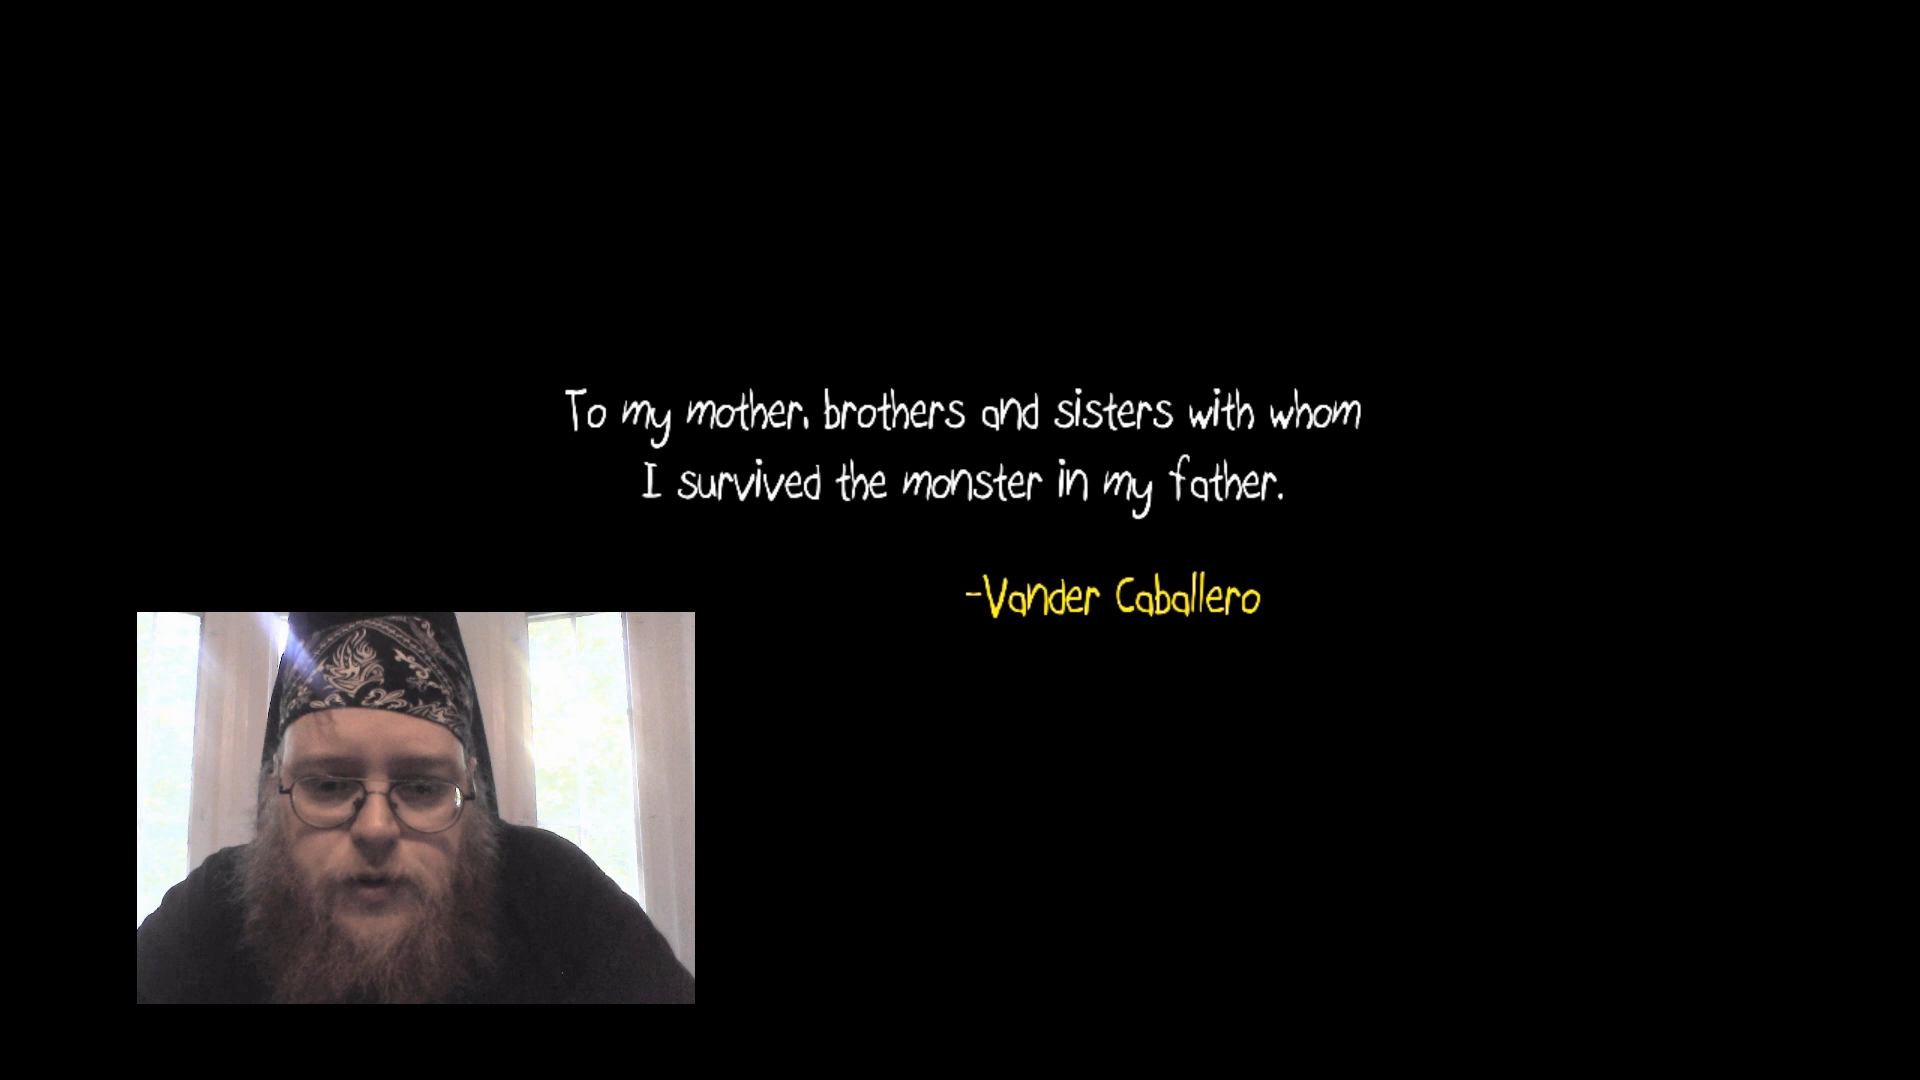 To my mother, brothers and sisters with whom
I survived the monster in my father.
-Vander Caballero